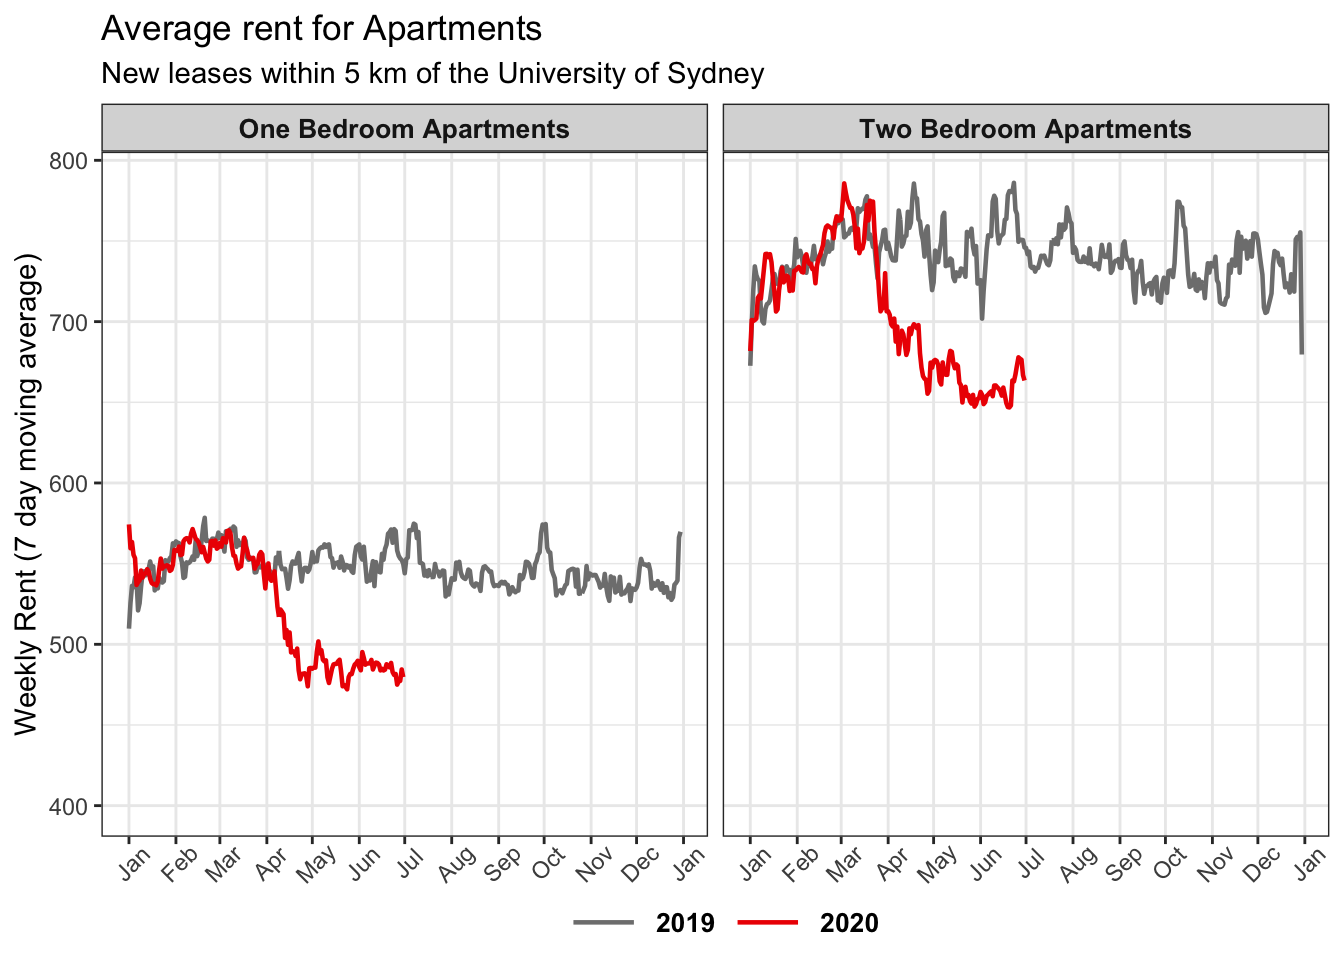 Average rent for Apartments
New leases within 5 km of the University of Sydney
One Bedroom Apartments
Two Bedroom Apartments
Weekly Rent (7 day moving average)
800
700
600
500
400
Jan Feb Mar Apr May Jun Jul Aug Sep Oct Nov Dec Jan
Jan Feb Mar Apr May Jun Jul Aug Sep Oct Nov Dec Jan
2019 2020